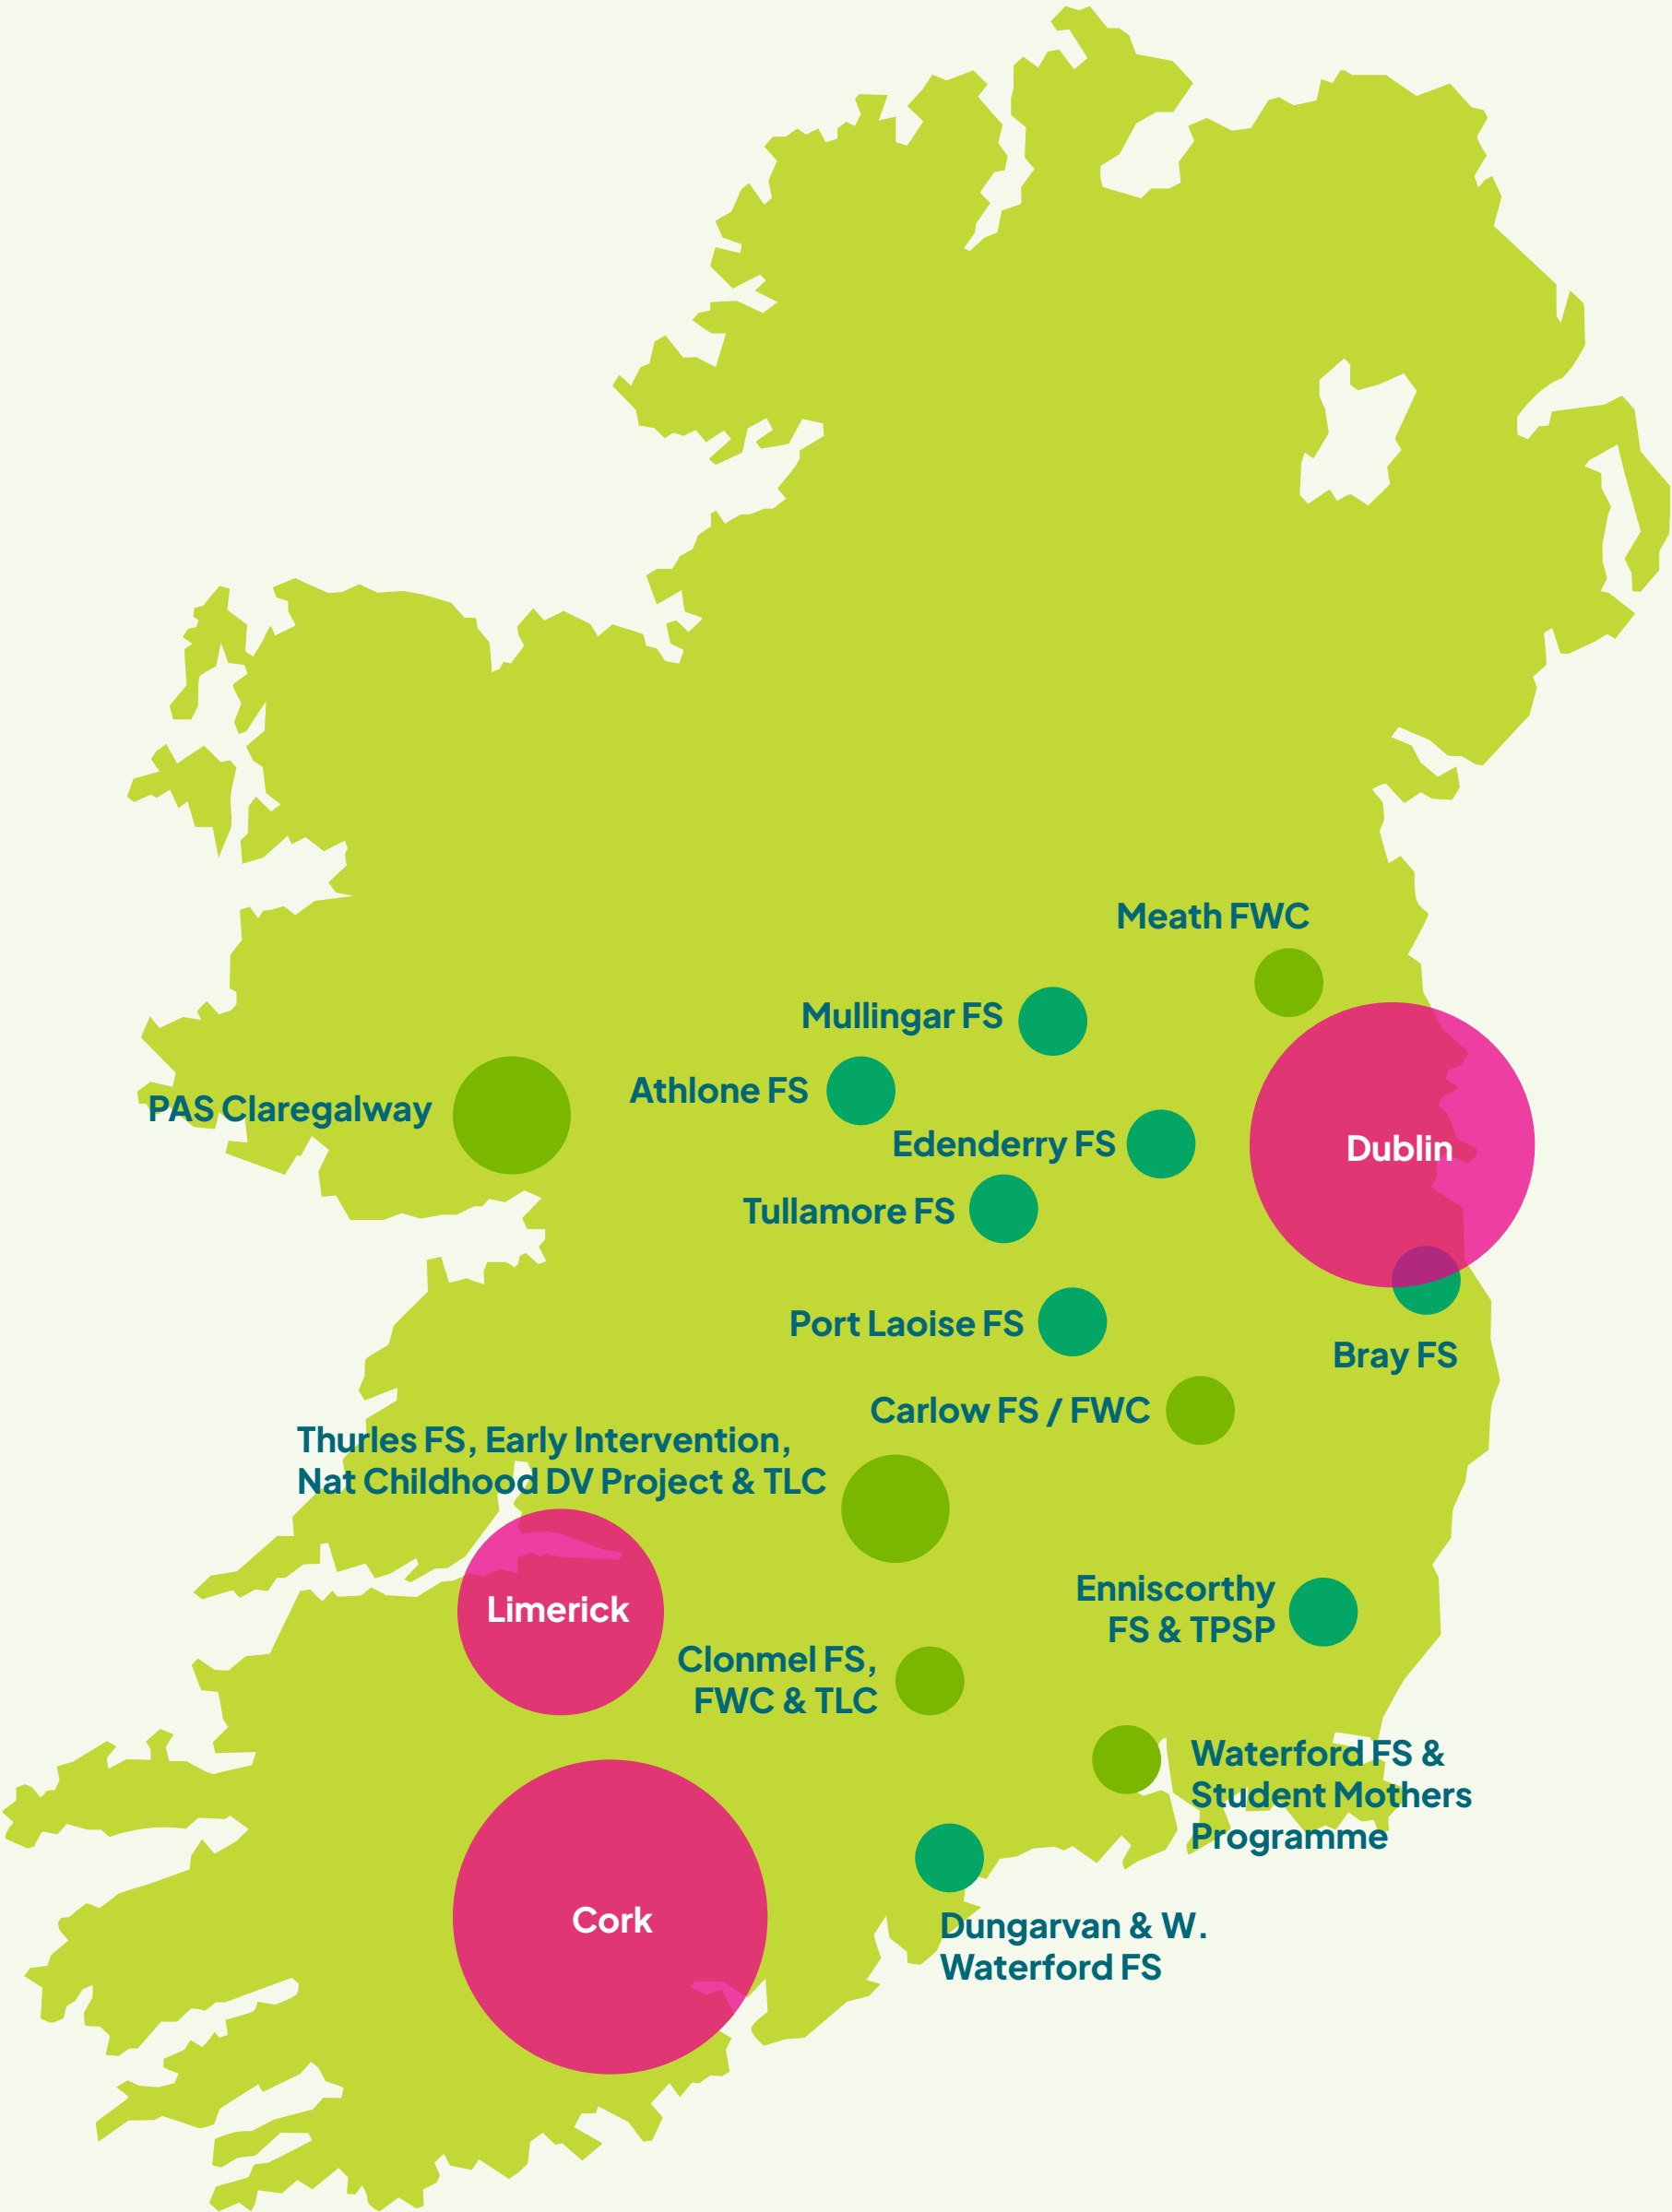 Meath FWC
Mullingar FS
Athlone FS
PAS Claregalway
Edenderry FS
Dublin
Tullamore FS
Port Laoise FS
Bray FS
Carlow FS / FWC
Thurles FS, Early Intervention,
Nat Childhood DV Project & TLC
Enniscorthy
FS & TPSP
Limerick
Clonmel FS,
FWC & TLC
Waterford FS &
Student Mothers
Programme
Cork
Dungarvan & W.
Waterford FS